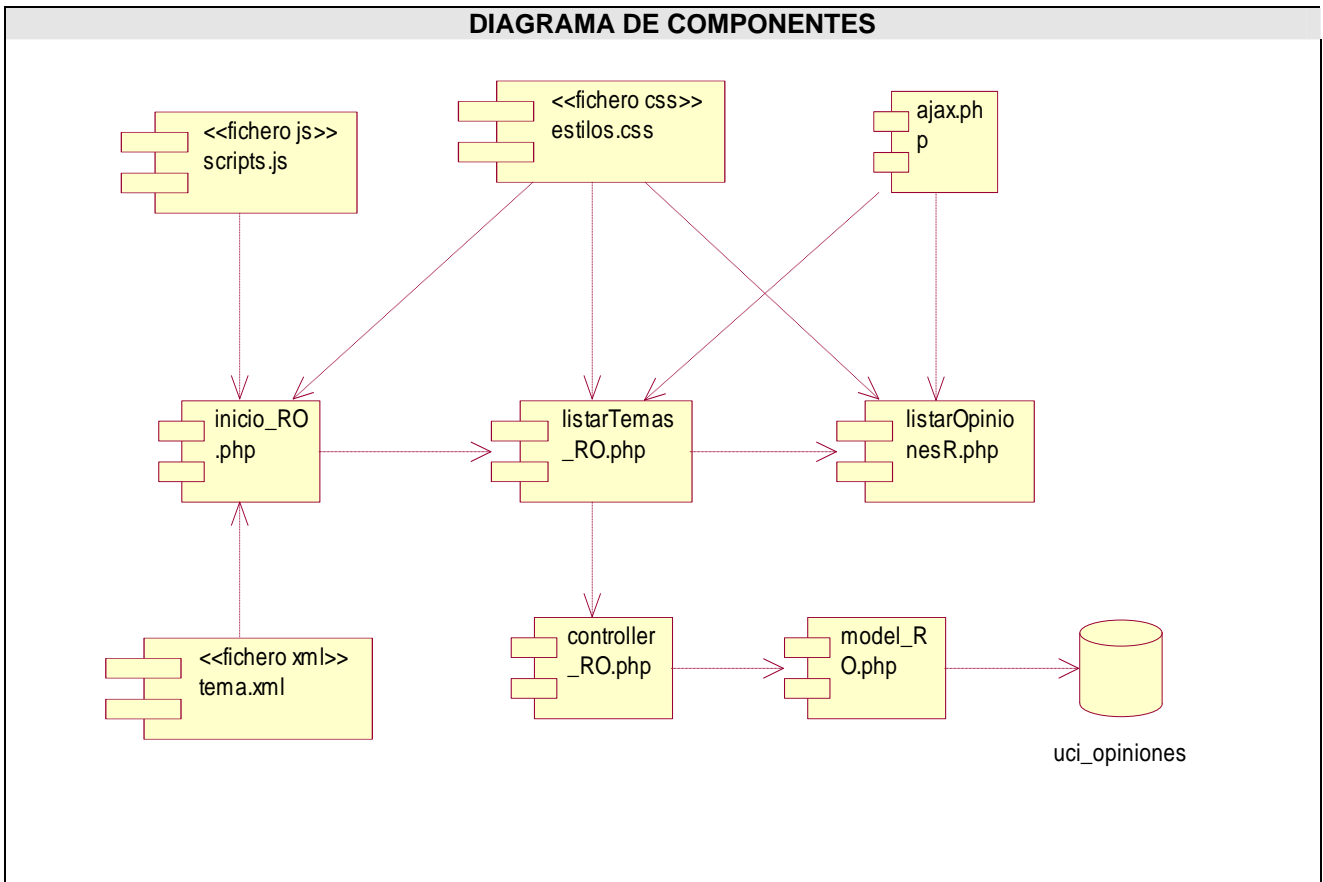 DIAGRAMA DE COMPONENTES
<<fichero js>>
scripts.js
<<fichero css>>
estilos.css
ajax.ph
p
inicio_RO
.php
listarTemas
_RO.php
listarOpinio
nesR.php
<<fichero xml>>
tema.xml
controller
_RO.php
model_R
O.php
uci_opiniones